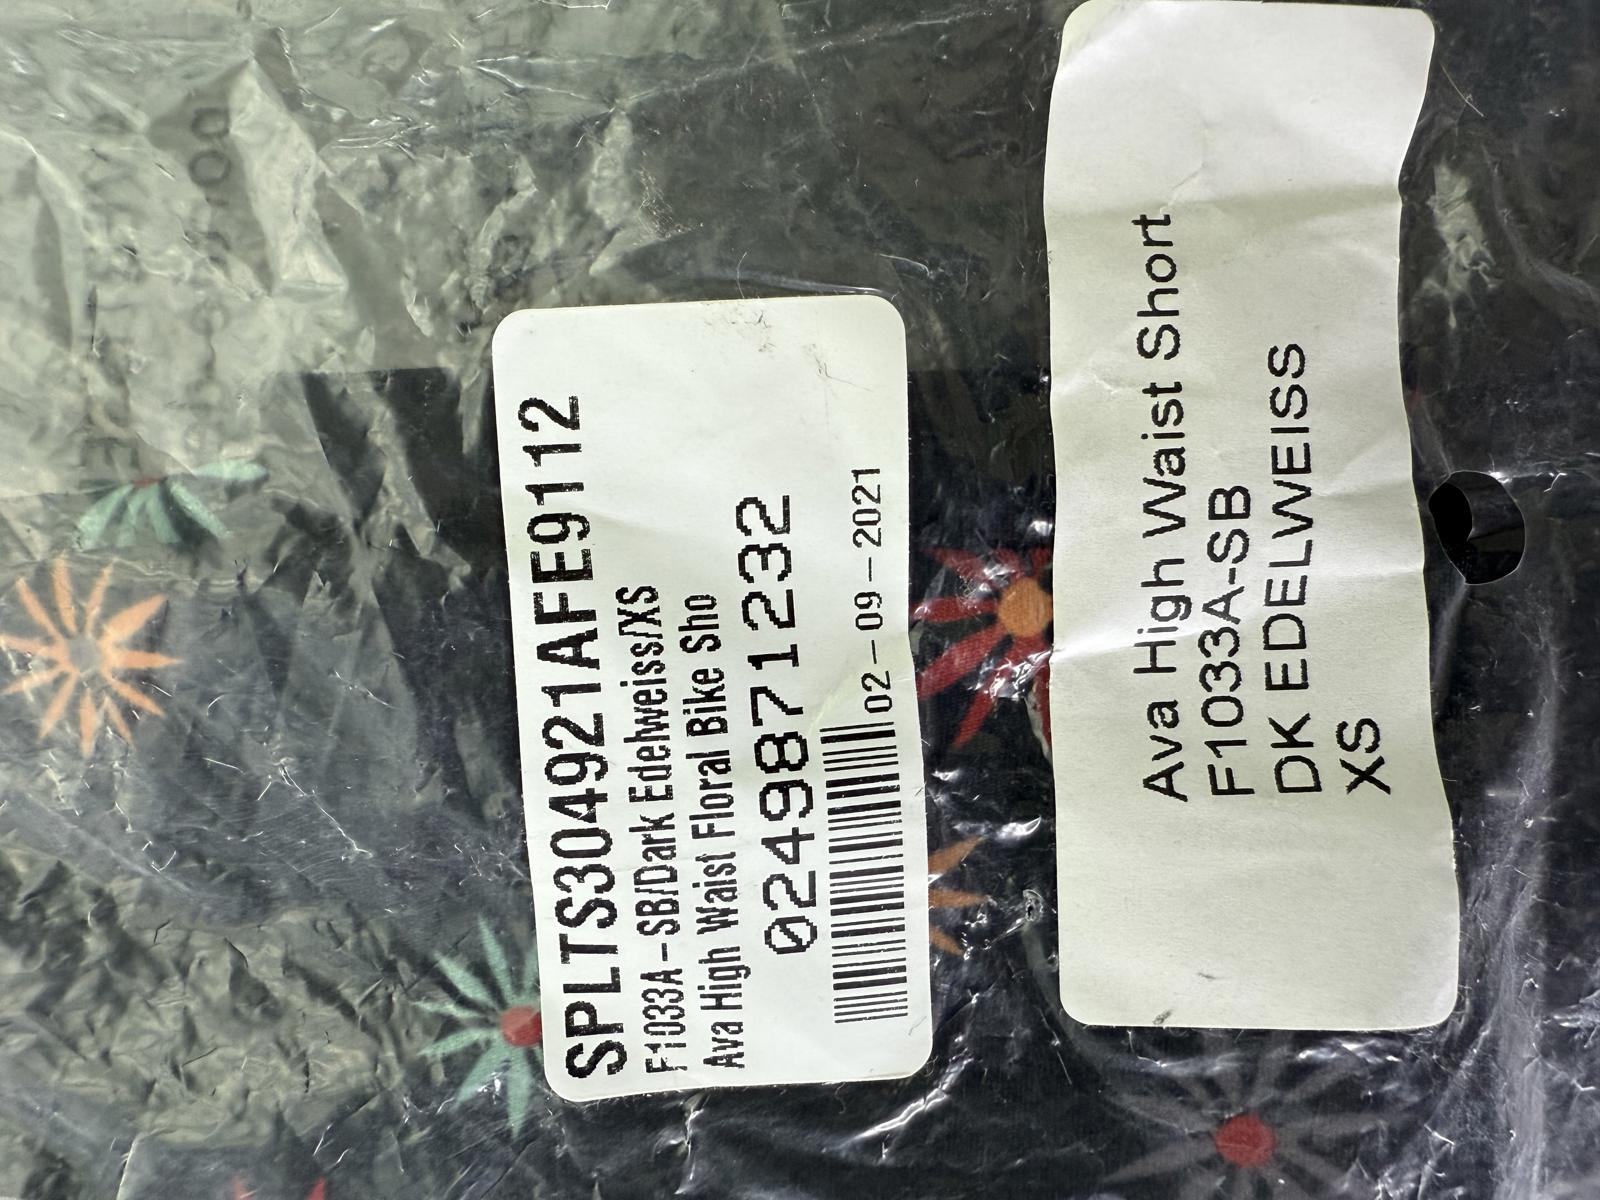 SPLTS304921AFE9112
F1033A-SB/Dark Edelweiss/XS
Ava High Waist Floral Bike Sho
0249871232
02-09-2021
Ava High Waist Short
F1033A-SB
DK EDELWEISS
XS